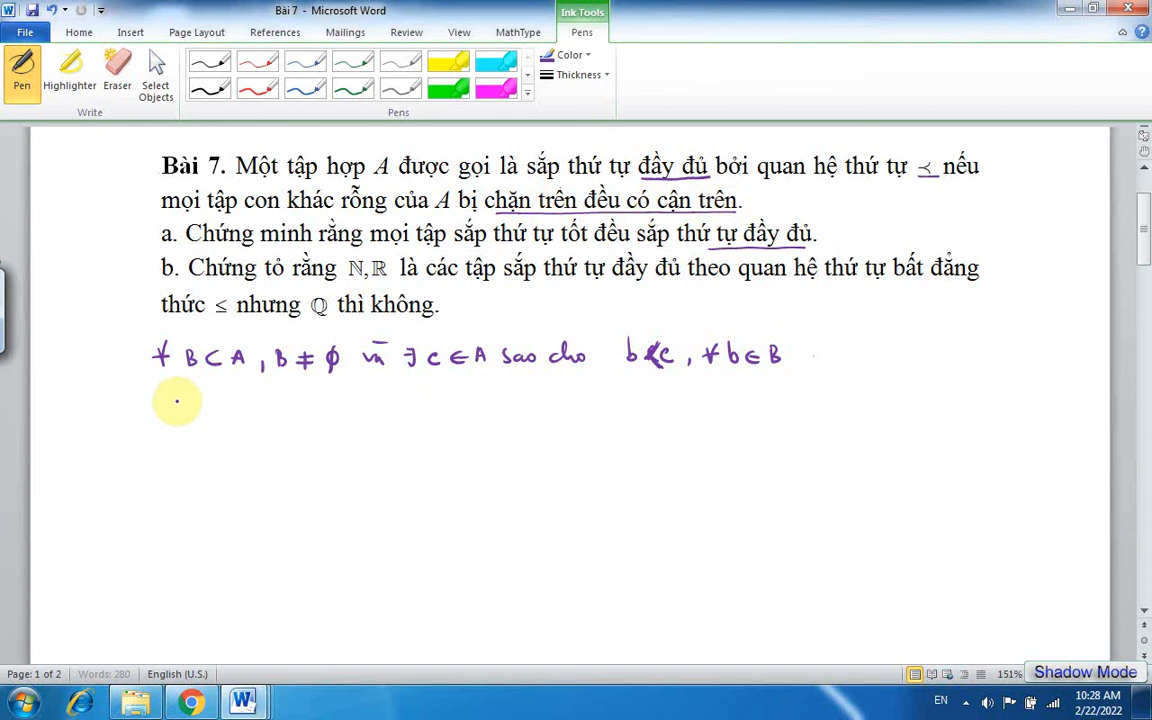 Bài 7 - Microsoft Word
Ink Tools
File Home Insert Page Layout References Mailings Review View MathType Pens
Pen Highlighter Eraser Select Objects
Color
Thickness
Write Pens
Bài 7. Một tập hợp A được gọi là sắp thứ tự đầy đủ bởi quan hệ thứ tự ≺ nếu
mọi tập con khác rỗng của A bị chặn trên đều có cận trên.
a. Chứng minh rằng mọi tập sắp thứ tự tốt đều sắp thứ tự đầy đủ.
b. Chứng tỏ rằng ℕ,ℝ là các tập sắp thứ tự đầy đủ theo quan hệ thứ tự bất đẳng
thức ≤ nhưng ℚ thì không.
∀ B ⊂ A , B ≠ ∅ và ∃ c ∈ A sao cho b ≺ c , ∀ b ∈ B
Page: 1 of 2 Words: 280 English (U.S.) 151%
Shadow Mode
EN 10:28 AM
2/22/2022